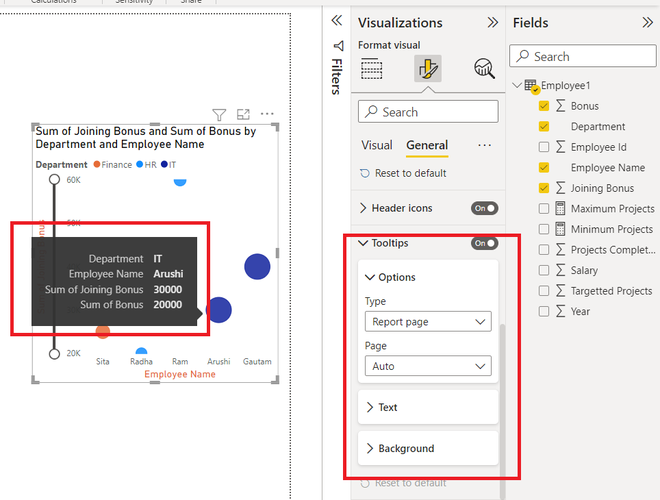 Calculations
Sensitivity
Share
Sum of Joining Bonus and Sum of Bonus by
Department and Employee Name
Department Finance HR IT
60K
Department IT
Employee Name Arushi
Sum of Joining Bonus 30000
Sum of Bonus 20000
20K
Sita Radha Ram Arushi Gautam
Employee Name
Filters
Visualizations
Format visual
Search
Visual General
Reset to default
Header icons On
Tooltips On
Options
Type
Report page
Page
Auto
Text
Background
Reset to default
Fields
Search
Employee1
Bonus
Department
Employee Id
Employee Name
Joining Bonus
Maximum Projects
Minimum Projects
Projects Complet...
Salary
Targetted Projects
Year